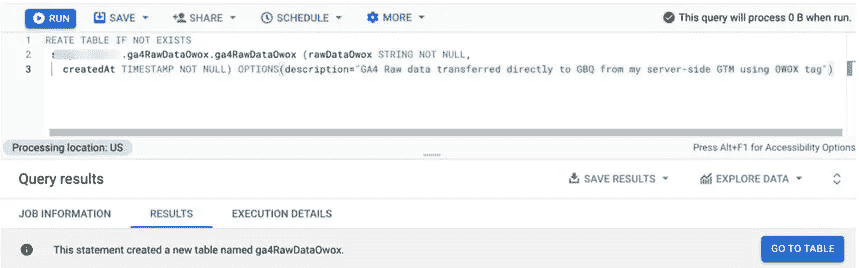 RUN SAVE SHARE SCHEDULE MORE This query will process 0 B when run.
1 REATE TABLE IF NOT EXISTS
2 s .ga4RawDataOwox.ga4RawDataOwox (rawDataOwox STRING NOT NULL,
3 createdAt TIMESTAMP NOT NULL) OPTIONS(description="GA4 Raw data transferred directly to GBQ from my server-side GTM using OWOX tag")
Processing location: US Press Alt+F1 for Accessibility Options
Query results SAVE RESULTS EXPLORE DATA
JOB INFORMATION RESULTS EXECUTION DETAILS
This statement created a new table named ga4RawDataOwox. GO TO TABLE